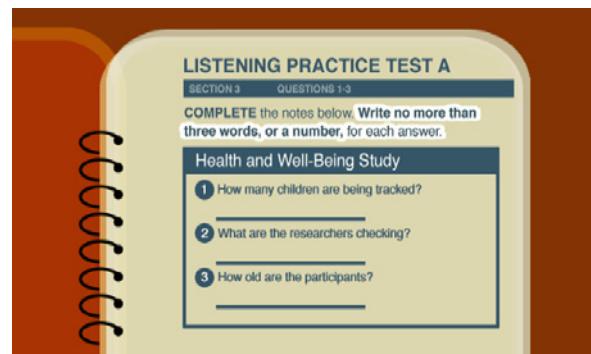 LISTENING PRACTICE TEST A
SECTION 3 QUESTIONS 1-3
COMPLETE the notes below. Write no more than
three words, or a number, for each answer.
Health and Well-Being Study
1 How many children are being tracked?
2 What are the researchers checking?
3 How old are the participants?